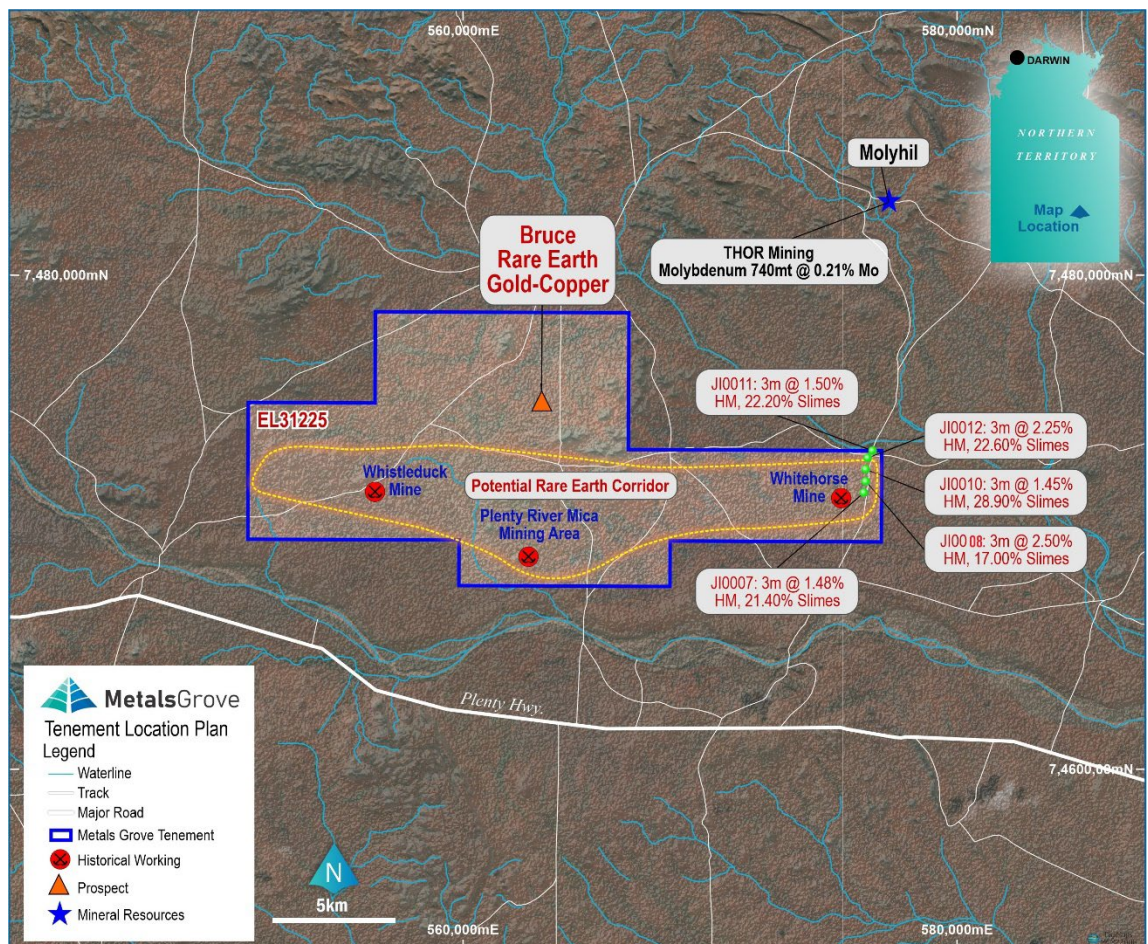 560,000mE
580,000mN
DARWIN
NORTHERN
TERRITORY
Map
Location
Molyhil
THOR Mining
Molybdenum 740mt @ 0.21% Mo
7,480,000mN
7,480,000mN
Bruce
Rare Earth
Gold-Copper
JI0011: 3m @ 1.50%
HM, 22.20% Slimes
EL31225
JI0012: 3m @ 2.25%
HM, 22.60% Slimes
Whistleduck
Mine
Potential Rare Earth Corridor
Whitehorse
Mine
JI0010: 3m @ 1.45%
HM, 28.90% Slimes
Plenty River Mica
Mining Area
JI0008: 3m @ 2.50%
HM, 17.00% Slimes
JI0007: 3m @ 1.48%
HM, 21.40% Slimes
Plenty Hwy.
7,4600,00mN
MetalsGrove
Tenement Location Plan
Legend
Waterline
Track
Major Road
Metals Grove Tenement
Historical Working
Prospect
Mineral Resources
N
5km
560,000mE
580,000mN